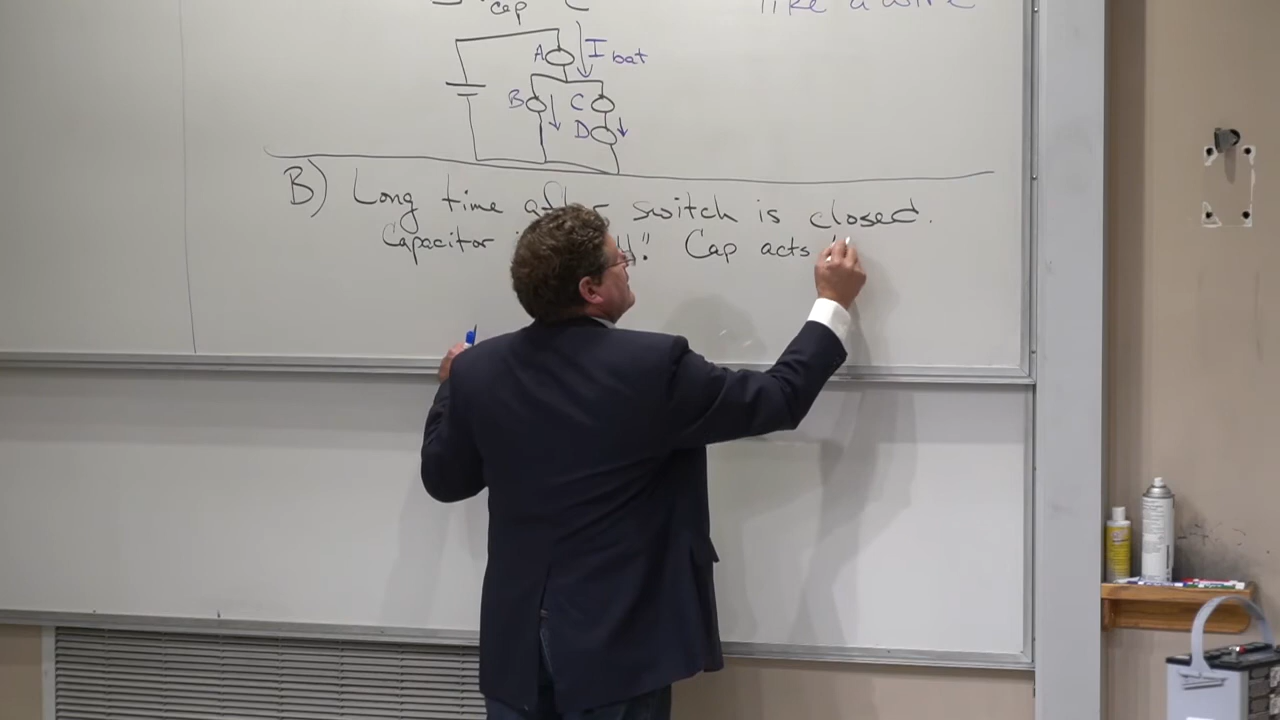 cap
like a wire
A
I bat
B
C
D
B) Long time after switch is closed.
Capacitor ". Cap acts